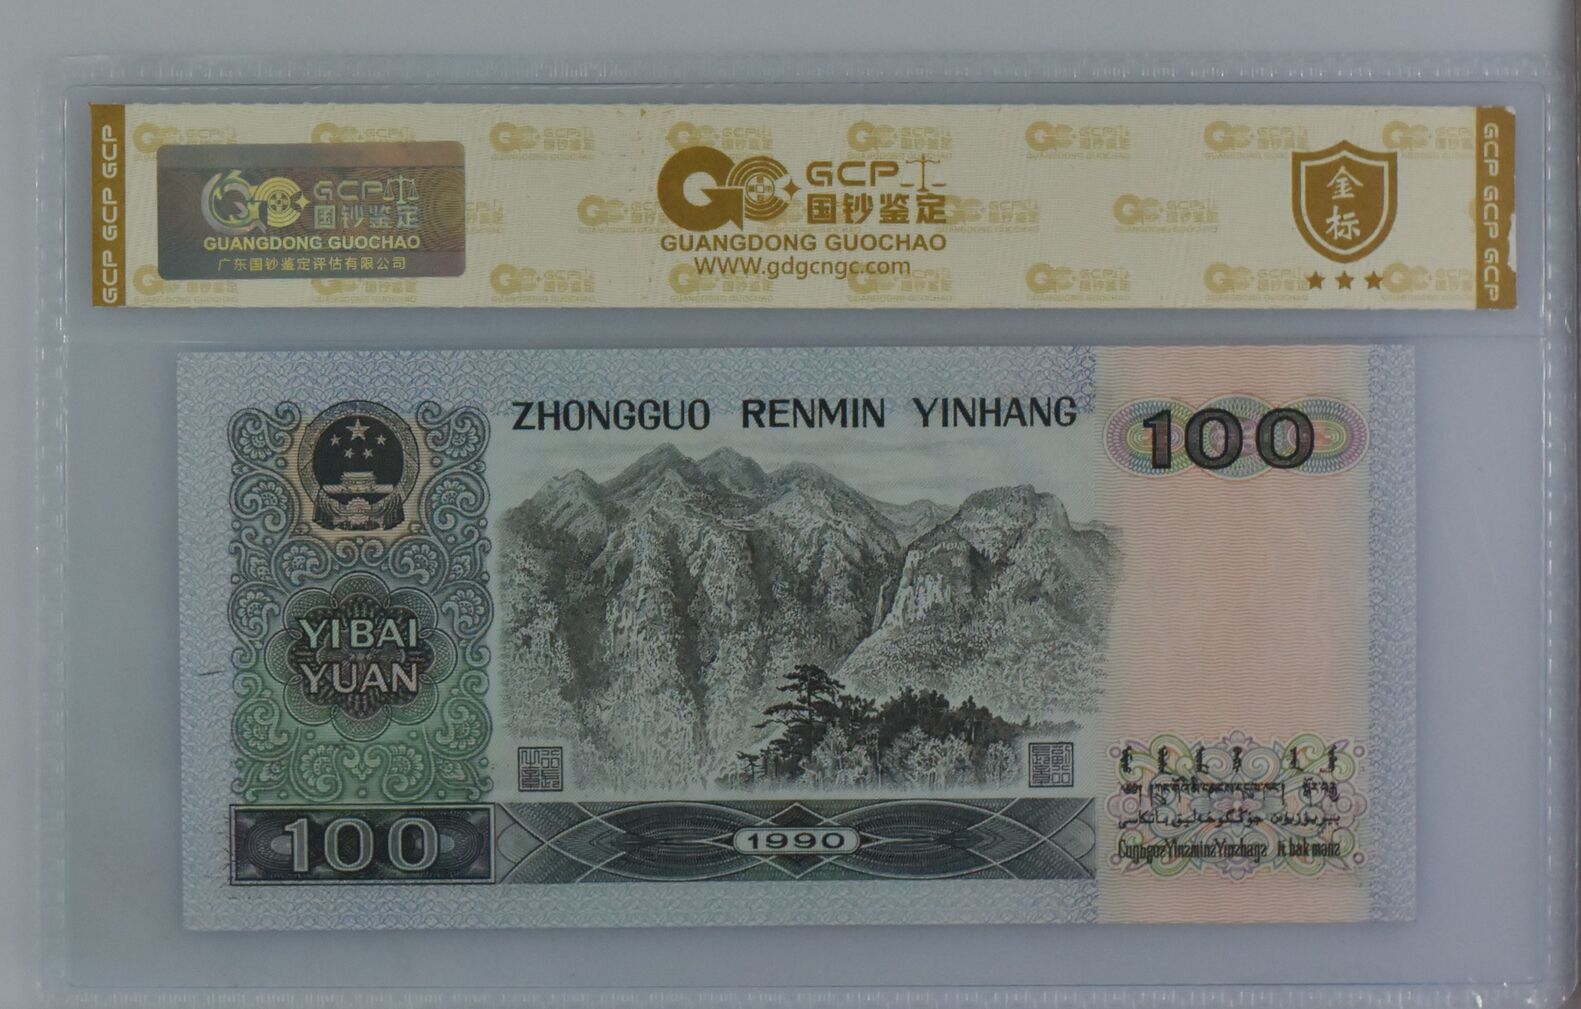 GCP GCP GCP
GCP 国钞鉴定
GUANGDONG GUOCHAO
广东国钞鉴定评估有限公司
GCP
国钞鉴定
GUANGDONG GUOCHAO
WWW.gdgcngc.com
金标
GCP GCP GCP
ZHONGGUO RENMIN YINHANG
100
YIBAI
YUAN
100
1990